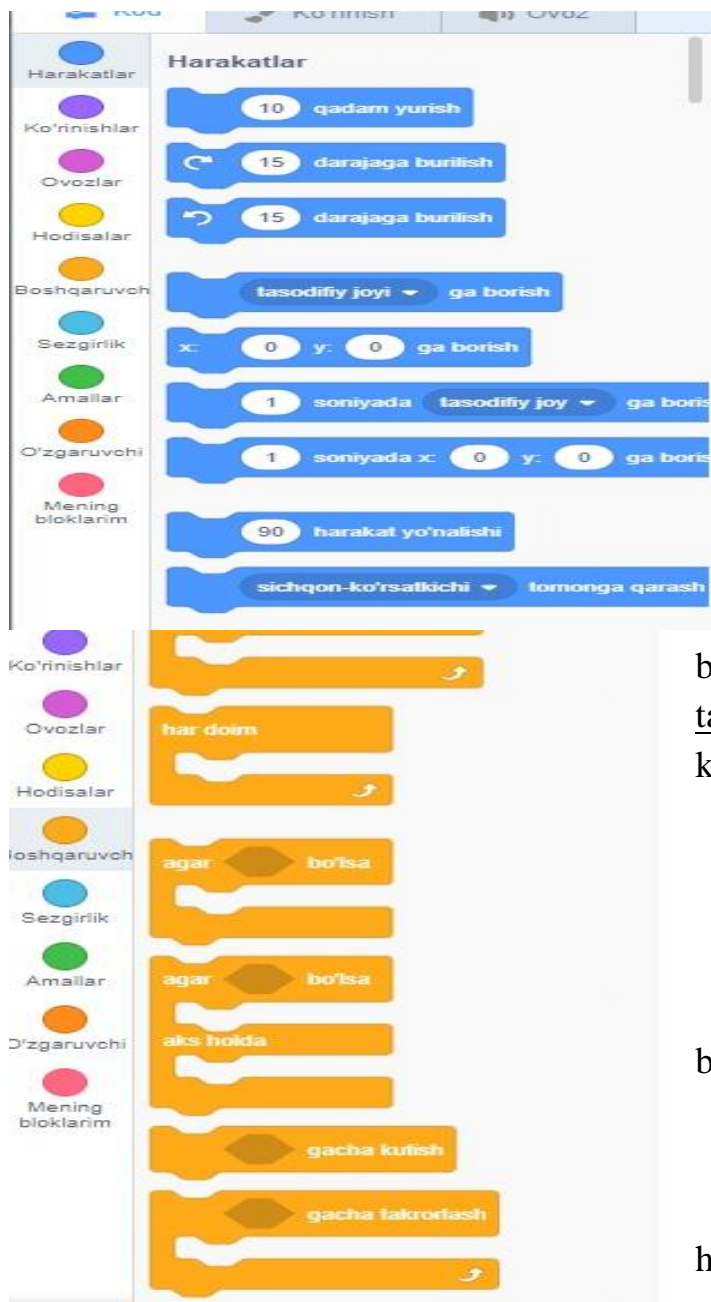 Kod Ko'rinish Ovoz
Harakatlar
Ko'rinishlar
Ovozlar
Hodisalar
Boshqaruvch
Sezgirlik
Amallar
O'zgaruvchi
Mening
bloklarim
Harakatlar
10 qadam yurish
15 darajaga burilish
15 darajaga burilish
tasodifiy joyi ga borish
x: 0 y: 0 ga borish
1 soniyada tasodifiy joy ga boris
1 soniyada x: 0 y: 0 ga boris
90 harakat yo'nalishi
sichqon-ko'rsatkichi tomonga qarash
Ko'rinishlar
Ovozlar
Hodisalar
oshqaruvch
Sezgirlik
Amallar
O'zgaruvchi
Mening
bloklarim
har doim
agar bo'lsa
agar bo'lsa
aks holda
gacha kutish
gacha takrorlash
b
ta
k
b
h